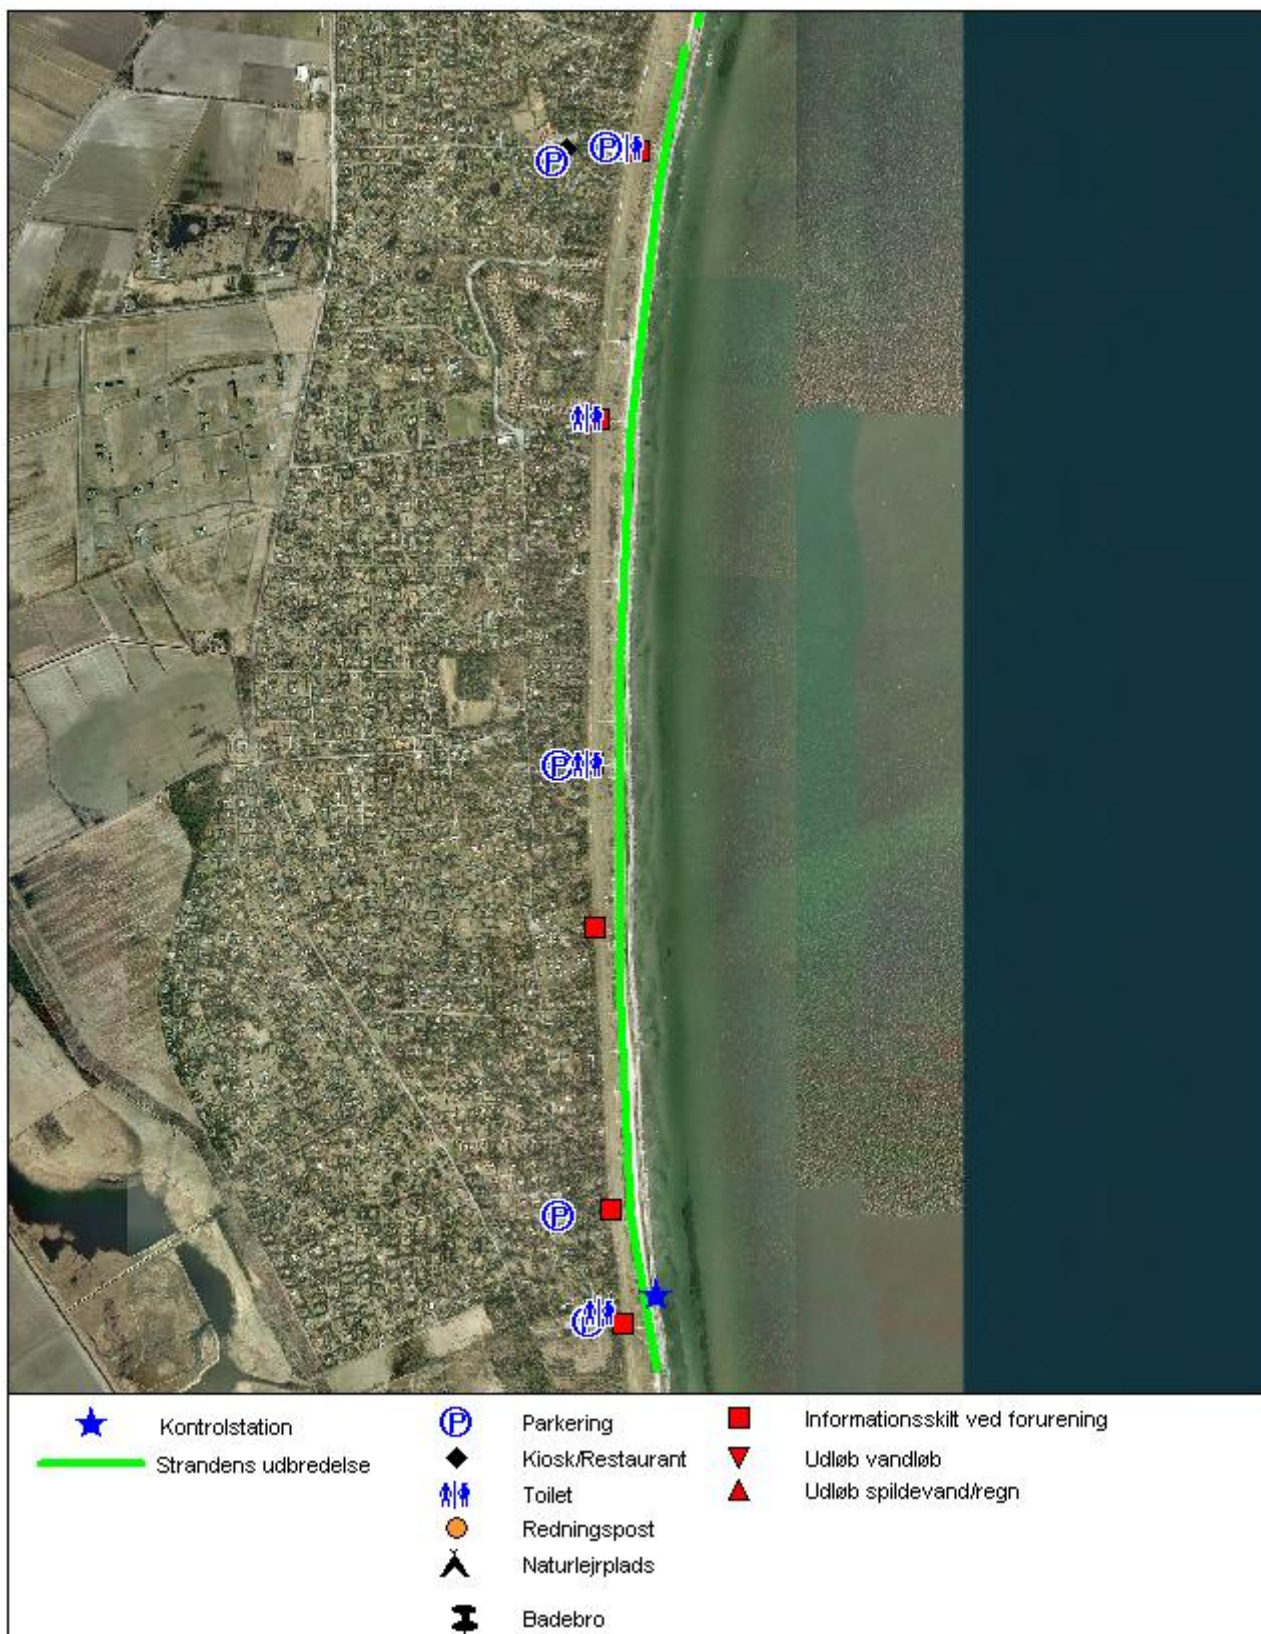 P
P
P
P
P
Kontrolstation
Strandens udbredelse
P
Parkering
Kiosk/Restaurant
Toilet
Redningspost
Naturlejrplads
Badebro
Informationsskilt ved forurening
Udløb vandløb
Udløb spildevand/regn